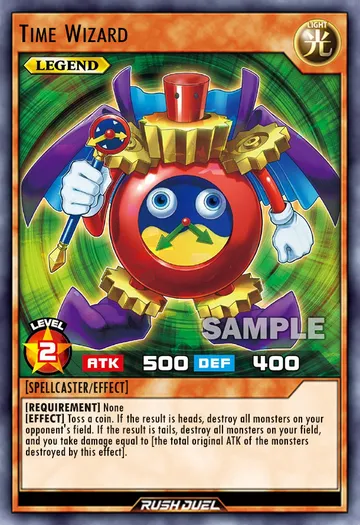 TIME WIZARD
LIGHT
光
LEGEND
SAMPLE
LEVEL
2
ATK 500 DEF 400
[SPELLCASTER/EFFECT]
[REQUIREMENT] None
[EFFECT] Toss a coin. If the result is heads, destroy all monsters on your
opponent's field. If the result is tails, destroy all monsters on your field,
and you take damage equal to [the total original ATK of the monsters
destroyed by this effect].
RUSH DUEL